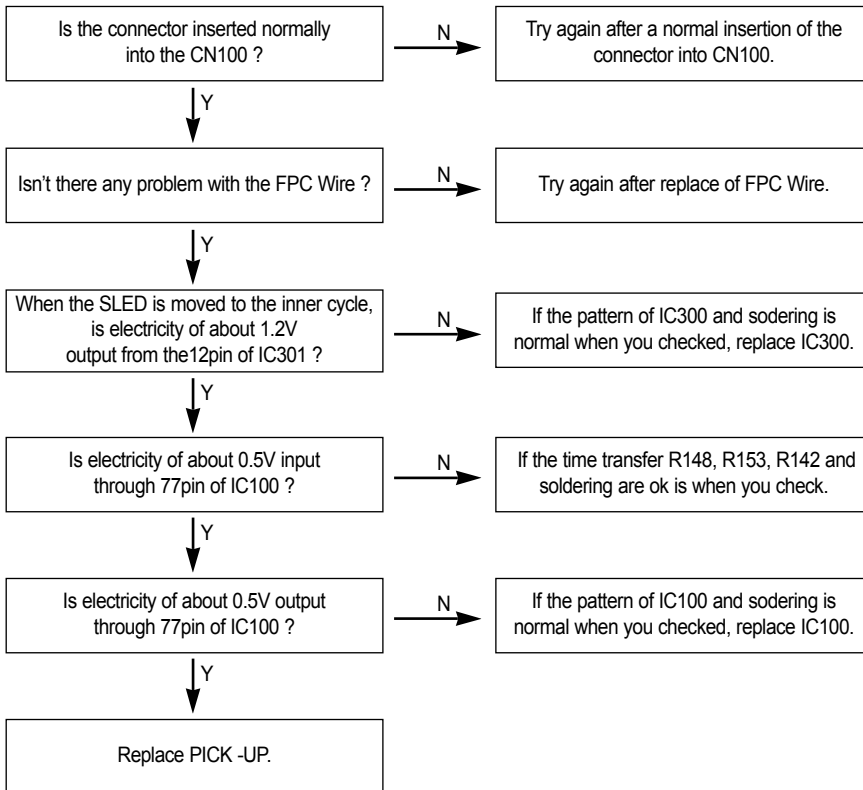 Is the connector inserted normally
into the CN100 ?
N
Try again after a normal insertion of the
connector into CN100.
Y
Isn't there any problem with the FPC Wire ?
N
Try again after replace of FPC Wire.
Y
When the SLED is moved to the inner cycle,
is electricity of about 1.2V
output from the12pin of IC301 ?
N
If the pattern of IC300 and sodering is
normal when you checked, replace IC300.
Y
Is electricity of about 0.5V input
through 77pin of IC100 ?
N
If the time transfer R148, R153, R142 and
soldering are ok is when you check.
Y
Is electricity of about 0.5V output
through 77pin of IC100 ?
N
If the pattern of IC100 and sodering is
normal when you checked, replace IC100.
Y
Replace PICK -UP.